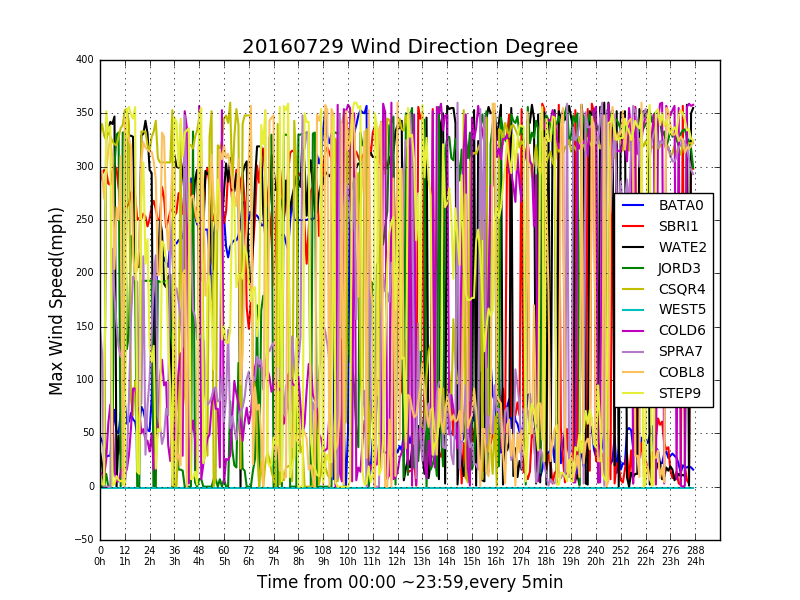 20160729 Wind Direction Degree
400
350
300
250
200
150
100
50
0
−50
Max Wind Speed(mph)
BATA0
SBRI1
WATE2
JORD3
CSQR4
WEST5
COLD6
SPRA7
COBL8
STEP9
0 12 24 36 48 60 72 84 96 108 120 132 144 156 168 180 192 204 216 228 240 252 264 276 288
0h 1h 2h 3h 4h 5h 6h 7h 8h 9h 10h 11h 12h 13h 14h 15h 16h 17h 18h 19h 20h 21h 22h 23h 24h
Time from 00:00 ~23:59,every 5min